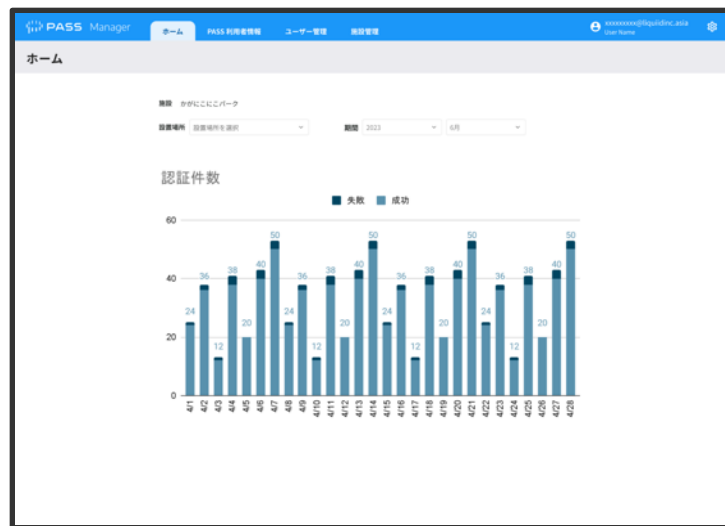 PASS Manager ホーム PASS 利用者情報 ユーザー管理 施設管理 xxxxxxxxx@liquidinc.asia
User Name
ホーム
施設 かがにこにこパーク
設置場所 設置場所を選択 期間 2023 6月
認証件数
失敗 成功
60
40
20
0
24 36 12 38 20 40 50 24 36 12 38 20 40 50 24 36 12 38 20 40 50 24 36 12 38 20 40 50
4/1 4/2 4/3 4/4 4/5 4/6 4/7 4/8 4/9 4/10 4/11 4/12 4/13 4/14 4/15 4/16 4/17 4/18 4/19 4/20 4/21 4/22 4/23 4/24 4/25 4/26 4/27 4/28